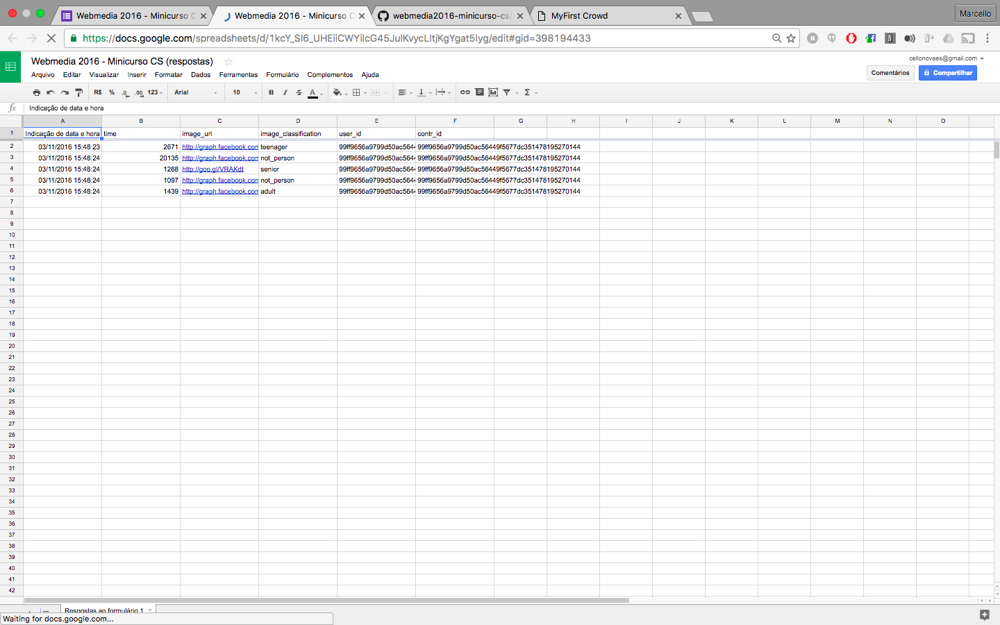 Webmedia 2016 - Minicurso C Webmedia 2016 - Minicurso C webmedia2016-minicurso-cs/ MyFirst Crowd Marcello
https://docs.google.com/spreadsheets/d/1kcY_SI6_UHEiiCWYilcG45JulKvycLItjKgYgat5Iyg/edit#gid=398194433
Webmedia 2016 - Minicurso CS (respostas) cellonovaes@gmail.com
Arquivo Editar Visualizar Inserir Formatar Dados Ferramentas Formulário Complementos Ajuda Comentários Compartilhar
R$ % .0 .00 123 Arial 10 B I S A Σ
fx Indicação de data e hora
A B C D E F G H I J K L M N O
1 Indicação de data e hora time image_url image_classification user_id contr_id
2 03/11/2016 15:48:23 2671 http://graph.facebook.com teenager 99ff9656a9799d50ac564 99ff9656a9799d50ac56449f5677dc351478195270144
3 03/11/2016 15:48:24 20135 http://graph.facebook.com not_person 99ff9656a9799d50ac564 99ff9656a9799d50ac56449f5677dc351478195270144
4 03/11/2016 15:48:24 1268 http://goo.gl/VRAKdt senior 99ff9656a9799d50ac564 99ff9656a9799d50ac56449f5677dc351478195270144
5 03/11/2016 15:48:24 1097 http://graph.facebook.com not_person 99ff9656a9799d50ac564 99ff9656a9799d50ac56449f5677dc351478195270144
6 03/11/2016 15:48:24 1439 http://graph.facebook.com adult 99ff9656a9799d50ac564 99ff9656a9799d50ac56449f5677dc351478195270144
7
8
9
10
11
12
13
14
15
16
17
18
19
20
21
22
23
24
25
26
27
28
29
30
31
32
33
34
35
36
37
38
39
40
41
42
Respostas ao formulário 1
Waiting for docs.google.com...